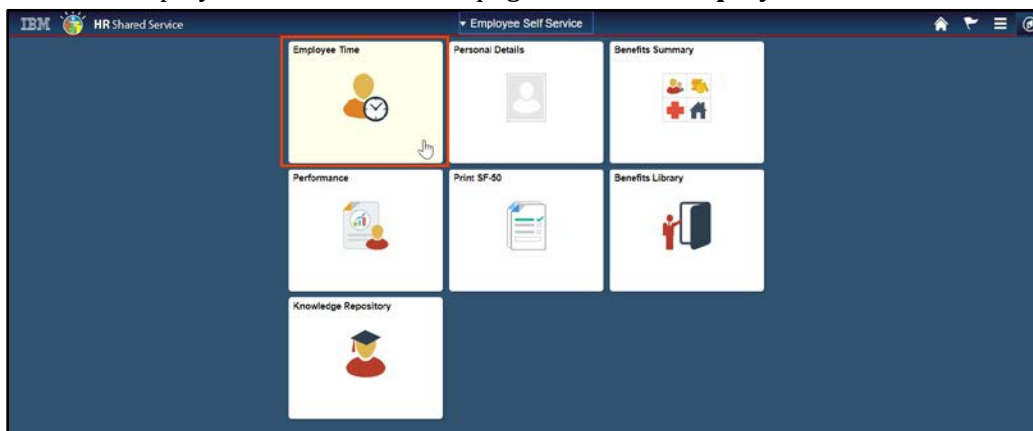 IBM HR Shared Service
Employee Self Service
Employee Time
Personal Details
Benefits Summary
Performance
Print SF-50
Benefits Library
Knowledge Repository